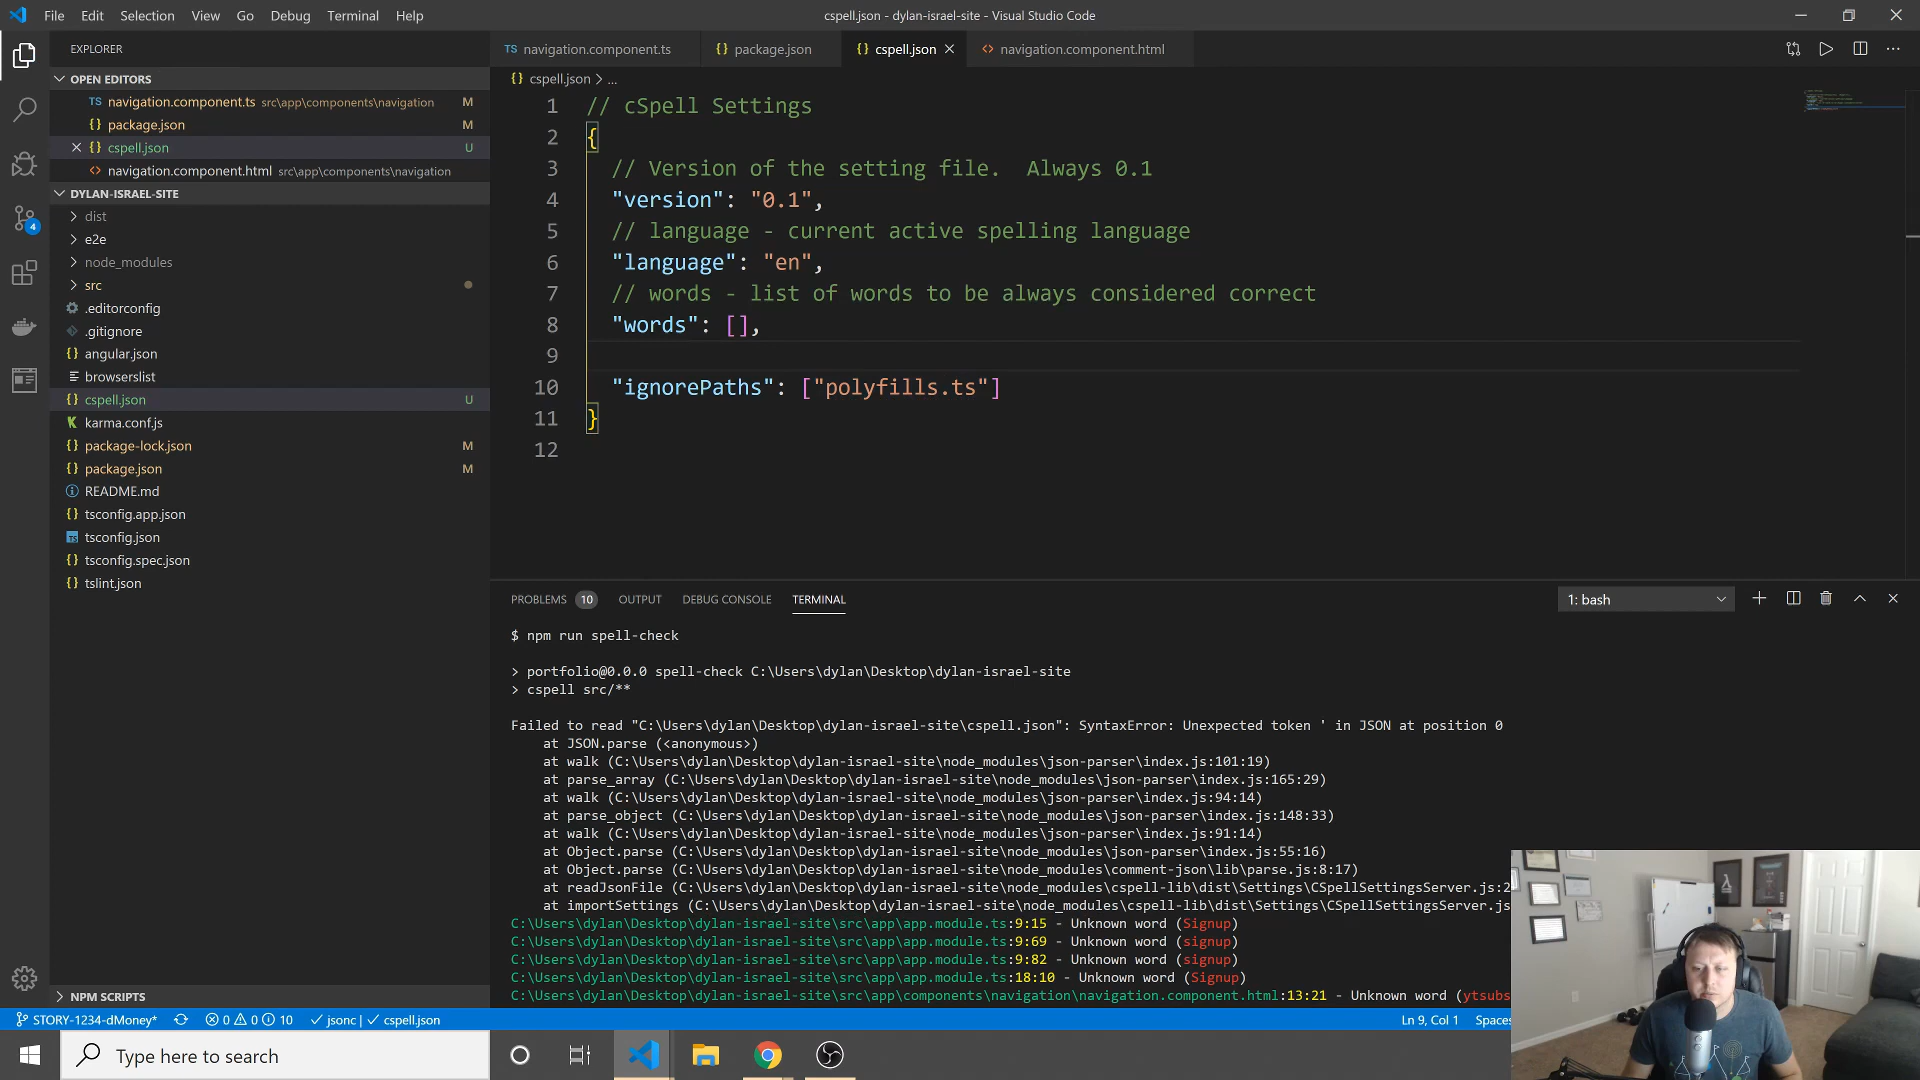 File Edit Selection View Go Debug Terminal Help
cspell.json - dylan-israel-site - Visual Studio Code
EXPLORER
OPEN EDITORS
TS navigation.component.ts src\app\components\navigation M
{} package.json M
{} cspell.json U
<> navigation.component.html src\app\components\navigation
DYLAN-ISRAEL-SITE
dist
e2e
node_modules
src
.editorconfig
.gitignore
angular.json
browserslist
cspell.json U
karma.conf.js
package-lock.json M
package.json M
README.md
tsconfig.app.json
tsconfig.json
tsconfig.spec.json
tslint.json
NPM SCRIPTS
4
TS navigation.component.ts {} package.json {} cspell.json <> navigation.component.html
{} cspell.json > ...
1 // cSpell Settings
2 {
3 // Version of the setting file.  Always 0.1
4 "version": "0.1",
5 // language - current active spelling language
6 "language": "en",
7 // words - list of words to be always considered correct
8 "words": [],
9
10 "ignorePaths": ["polyfills.ts"]
11 }
12
PROBLEMS 10 OUTPUT DEBUG CONSOLE TERMINAL 1: bash
$ npm run spell-check
> portfolio@0.0.0 spell-check C:\Users\dylan\Desktop\dylan-israel-site
> cspell src/**
Failed to read "C:\Users\dylan\Desktop\dylan-israel-site\cspell.json": SyntaxError: Unexpected token ' in JSON at position 0
at JSON.parse (<anonymous>)
at walk (C:\Users\dylan\Desktop\dylan-israel-site\node_modules\json-parser\index.js:101:19)
at parse_array (C:\Users\dylan\Desktop\dylan-israel-site\node_modules\json-parser\index.js:165:29)
at walk (C:\Users\dylan\Desktop\dylan-israel-site\node_modules\json-parser\index.js:94:14)
at parse_object (C:\Users\dylan\Desktop\dylan-israel-site\node_modules\json-parser\index.js:148:33)
at walk (C:\Users\dylan\Desktop\dylan-israel-site\node_modules\json-parser\index.js:91:14)
at Object.parse (C:\Users\dylan\Desktop\dylan-israel-site\node_modules\json-parser\index.js:55:16)
at Object.parse (C:\Users\dylan\Desktop\dylan-israel-site\node_modules\comment-json\lib\parse.js:8:17)
at readJsonFile (C:\Users\dylan\Desktop\dylan-israel-site\node_modules\cspell-lib\dist\Settings\CSpellSettingsServer.js:2
at importSettings (C:\Users\dylan\Desktop\dylan-israel-site\node_modules\cspell-lib\dist\Settings\CSpellSettingsServer.js
C:\Users\dylan\Desktop\dylan-israel-site\src\app\app.module.ts:9:15 - Unknown word (Signup)
C:\Users\dylan\Desktop\dylan-israel-site\src\app\app.module.ts:9:69 - Unknown word (signup)
C:\Users\dylan\Desktop\dylan-israel-site\src\app\app.module.ts:9:82 - Unknown word (signup)
C:\Users\dylan\Desktop\dylan-israel-site\src\app\app.module.ts:18:10 - Unknown word (Signup)
C:\Users\dylan\Desktop\dylan-israel-site\src\app\components\navigation\navigation.component.html:13:21 - Unknown word (ytsubs
STORY-1234-dMoney* 0 0 10 jsonc | cspell.json Ln 9, Col 1 Spaces
Type here to search